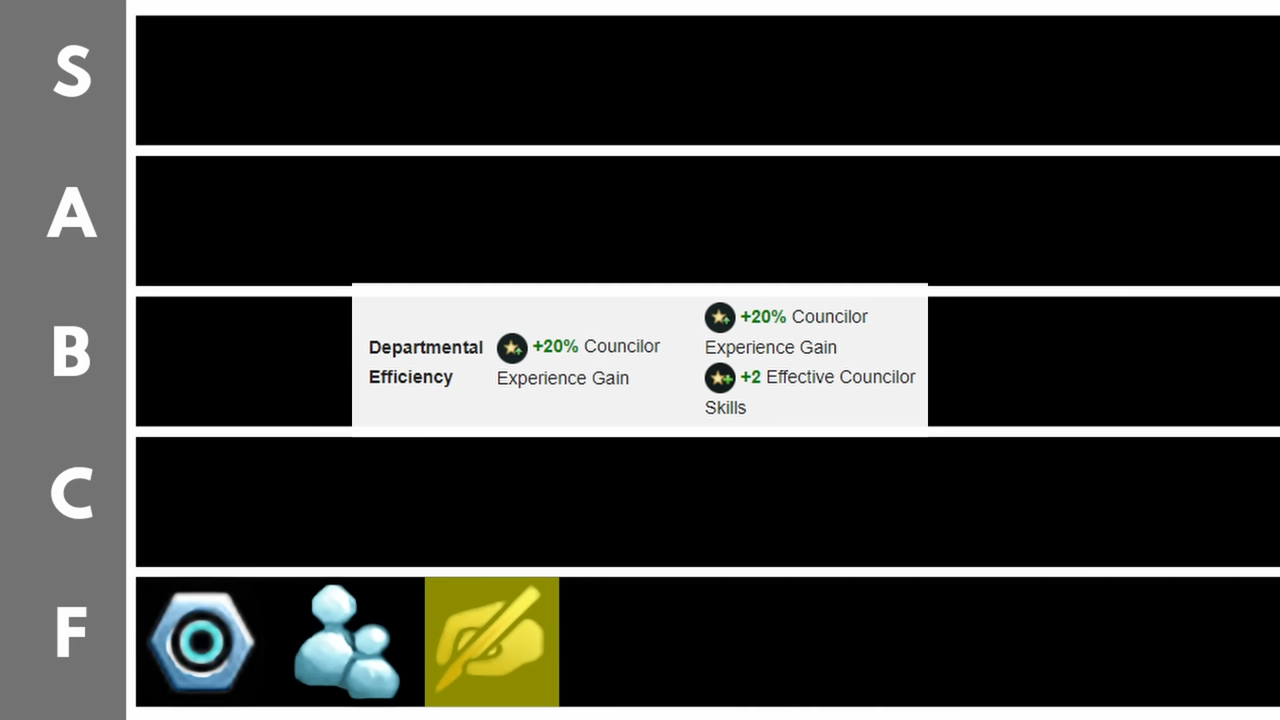 S
A
B
Departmental
Efficiency
+20% Councilor
Experience Gain
+20% Councilor
Experience Gain
+2 Effective Councilor
Skills
C
F